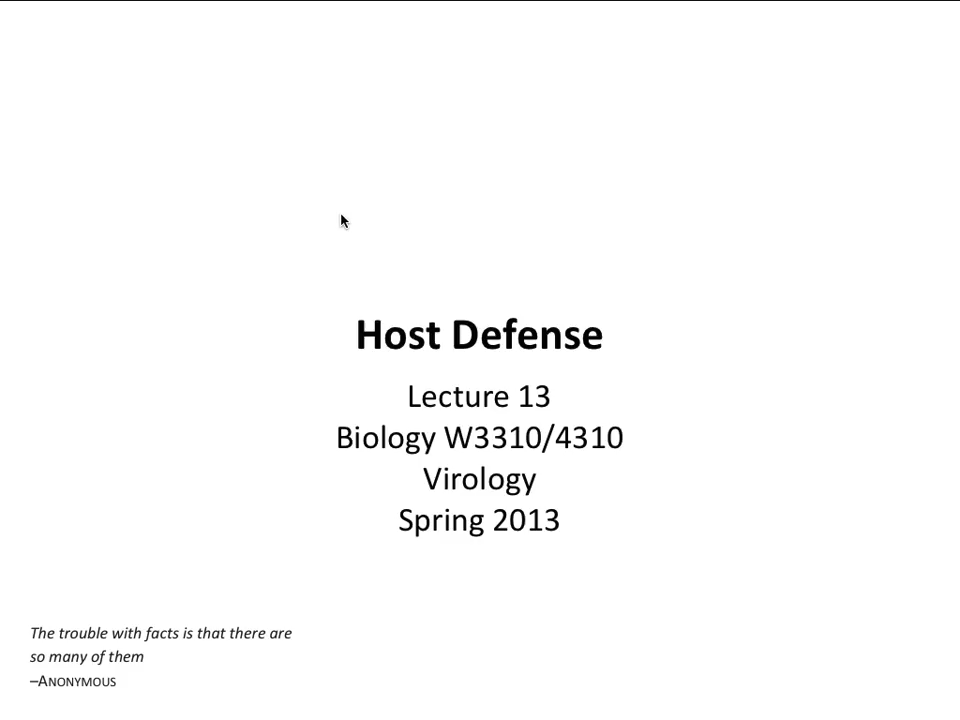 Host Defense
Lecture 13
Biology W3310/4310
Virology
Spring 2013
The trouble with facts is that there are
so many of them
–ANONYMOUS